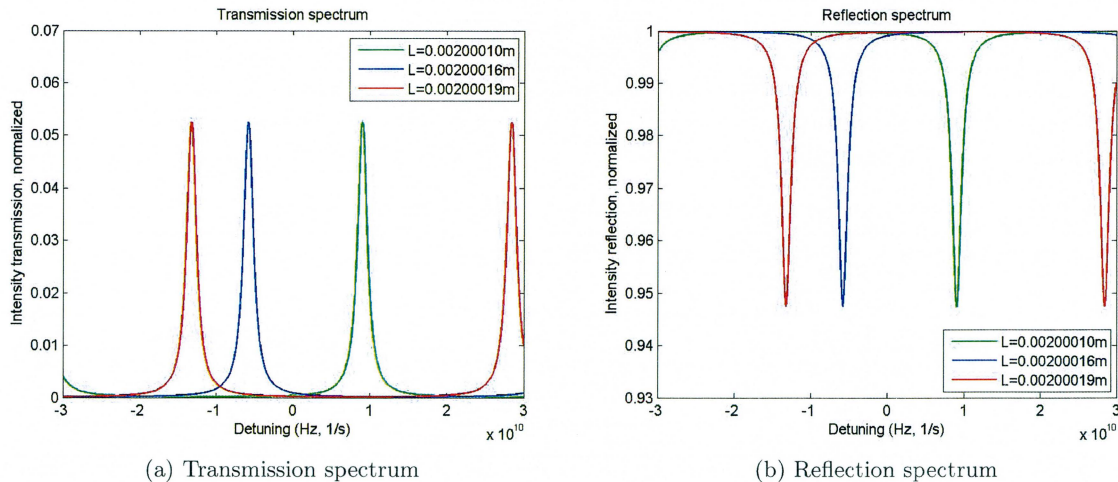 Transmission spectrum
0.07
0.06
0.05
0.04
0.03
0.02
0.01
0
Intensity transmission, normalized
L=0.00200010m
L=0.00200016m
L=0.00200019m
-3 -2 -1 0 1 2 3
Detuning (Hz, 1/s)
x 10^10
(a) Transmission spectrum
Reflection spectrum
1
0.99
0.98
0.97
0.96
0.95
0.94
0.93
Intensity reflection, normalized
L=0.00200010m
L=0.00200016m
L=0.00200019m
-3 -2 -1 0 1 2 3
Detuning (Hz, 1/s)
x 10^10
(b) Reflection spectrum